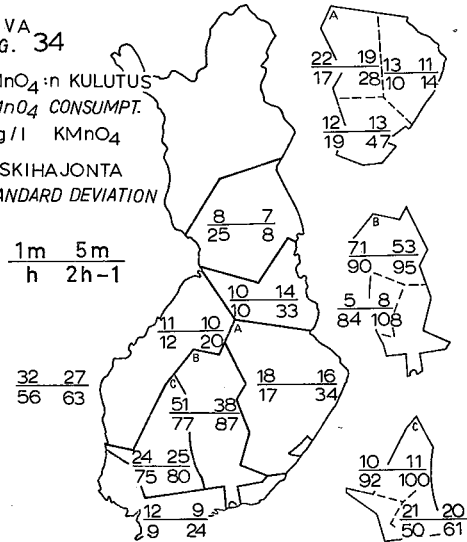 VA
G. 34
MnO4:n KULUTUS
MnO4 CONSUMPT.
g/l KMnO4
SKIHAJONTA
ANDARD DEVIATION
1m 5m
h 2h-1
8 7
25 8
10 14
10 33
A
11 10
12 20
B
32 27
56 63
C
51 38
77 87
18 16
17 34
24 25
75 80
12 9
9 24
A
22 19
17 28
13 11
10 14
12 13
19 47
B
71 53
90 95
5 8
84 108
C
10 11
92 100
21 20
50 61